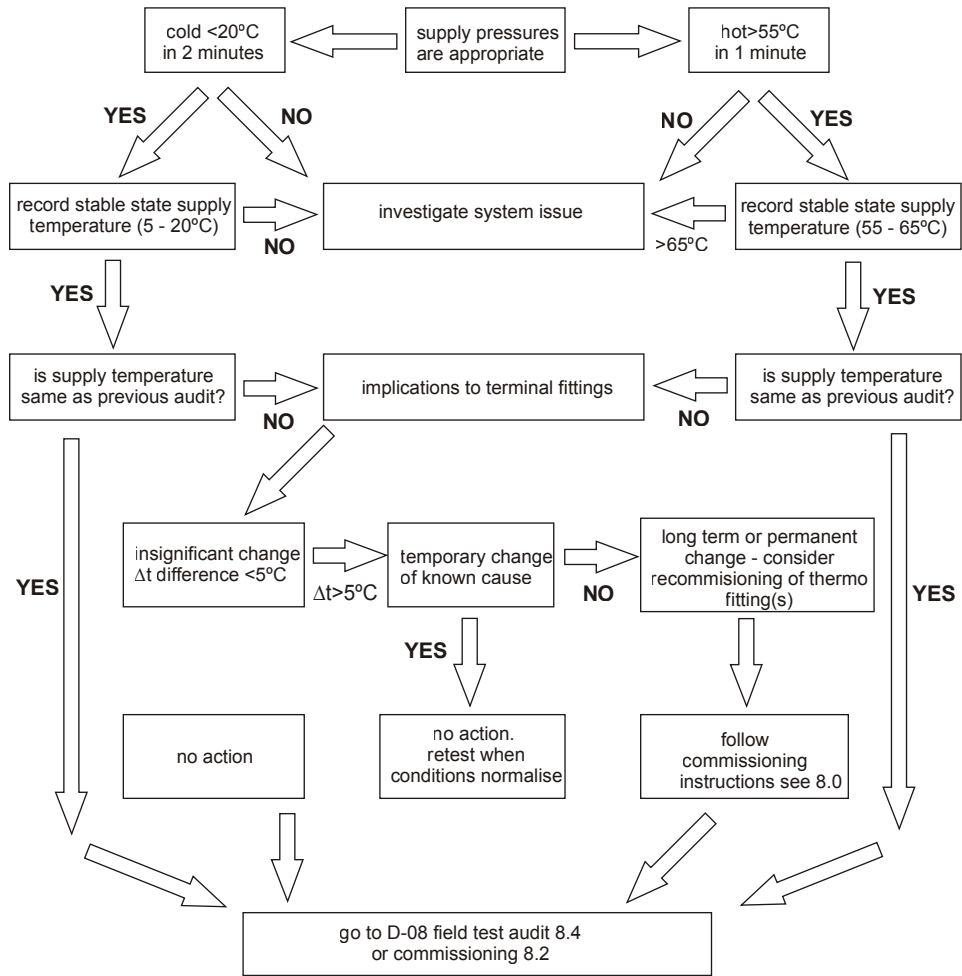 cold <20ºC
in 2 minutes
supply pressures
are appropriate
hot>55ºC
in 1 minute
YES
NO
NO
YES
record stable state supply
temperature (5 - 20ºC)
NO
investigate system issue
>65ºC
record stable state supply
temperature (55 - 65ºC)
YES
YES
is supply temperature
same as previous audit?
NO
implications to terminal fittings
NO
is supply temperature
same as previous audit?
insignificant change
Δt difference <5ºC
Δt>5ºC
temporary change
of known cause
NO
long term or permanent
change - consider
recommisioning of thermo
fitting(s)
YES
YES
YES
no action
no action.
retest when
conditions normalise
follow
commissioning
instructions see 8.0
go to D-08 field test audit 8.4
or commissioning 8.2